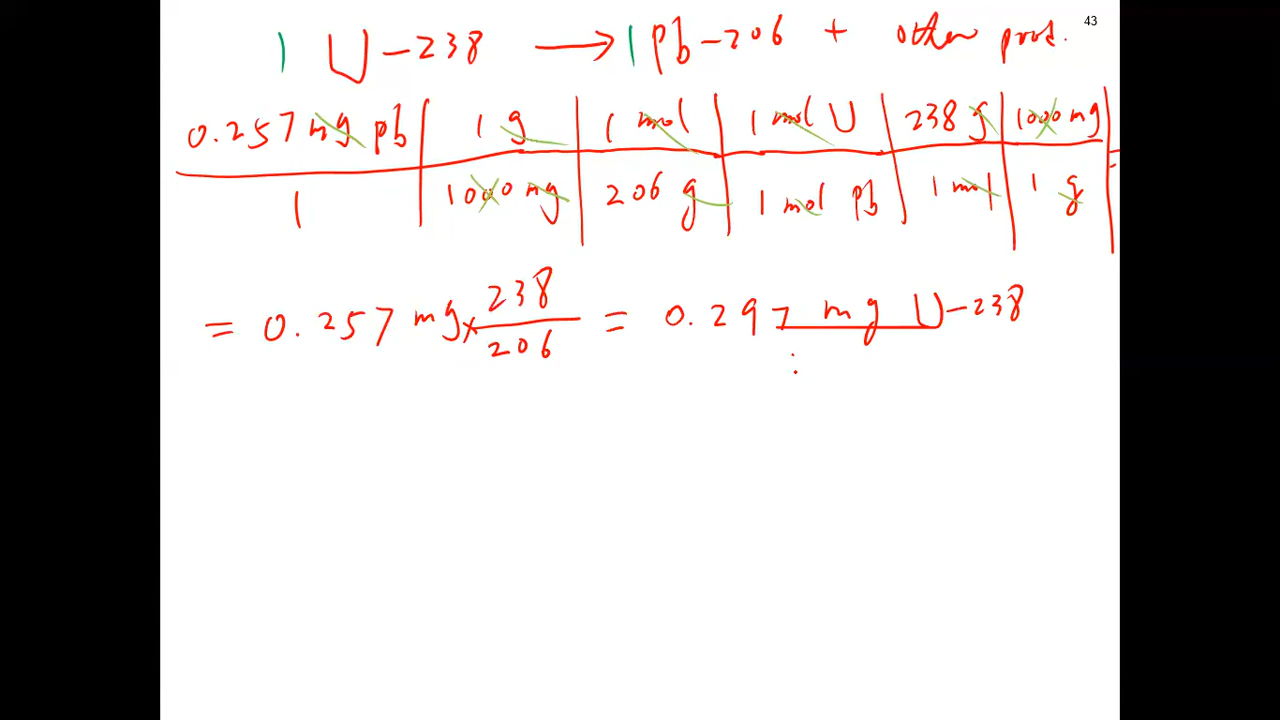 43
1 U-238 → 1 Pb-206 + other prod.
0.257 mg pb | 1 g | 1 mol | 1 mol U | 238 g | 1000 mg
1 | 1000 mg | 206 g | 1 mol pb | 1 mol | 1 g | =
= 0.257 mg x 238/206 = 0.297 mg U-238